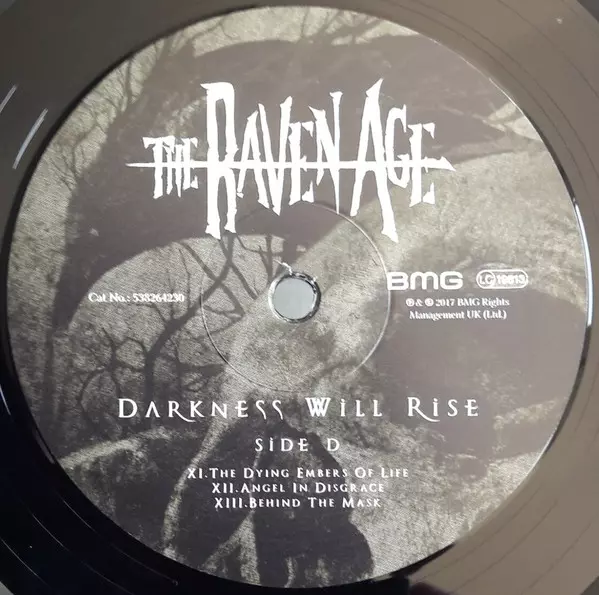 THE RAVEN AGE
BMG LC 19813
Cat No.: 538264230
℗ & © 2017 BMG Rights
Management UK (Ltd.)
DARKNESS WILL RISE
SIDE D
XI.THE DYING EMBERS OF LIFE
XII.ANGEL IN DISGRACE
XIII.BEHIND THE MASK